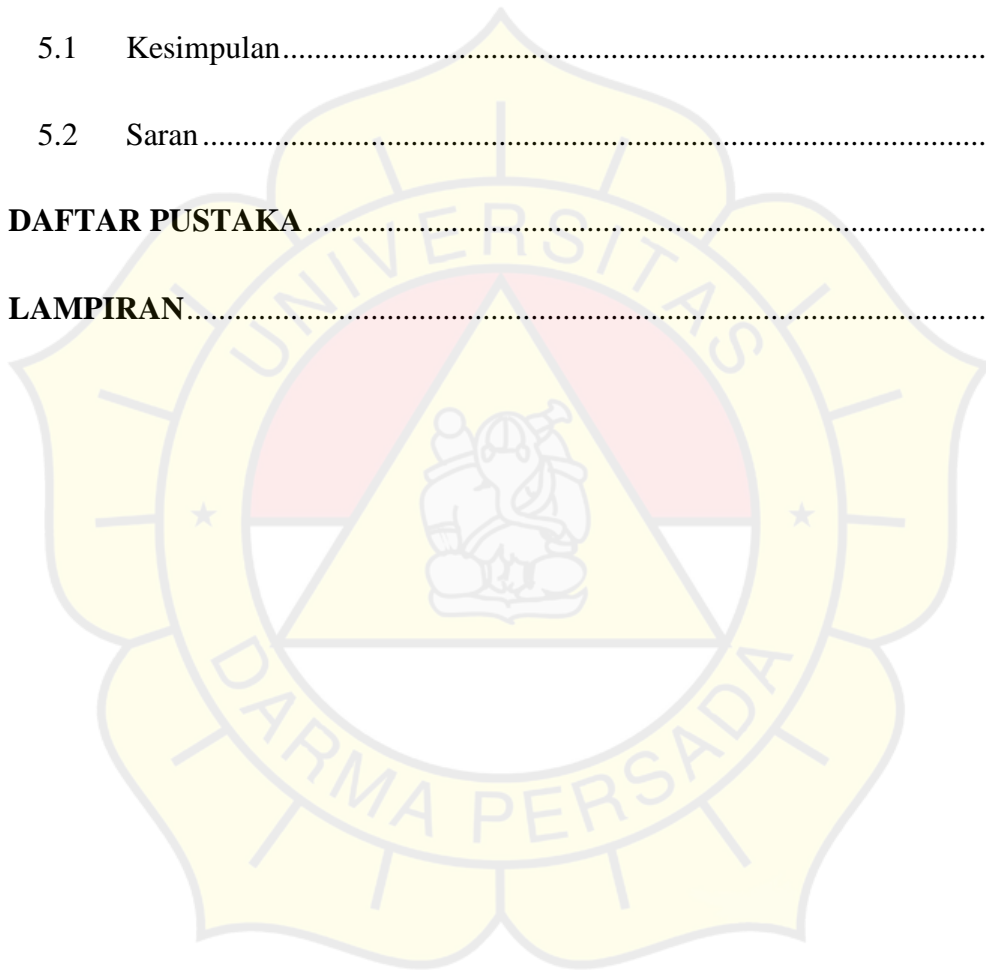 5.1 Kesimpulan........................................................................................
5.2 Saran..................................................................................................
DAFTAR PUSTAKA.....................................................................................
LAMPIRAN....................................................................................................
UNIVERSITAS
DARMA PERSADA